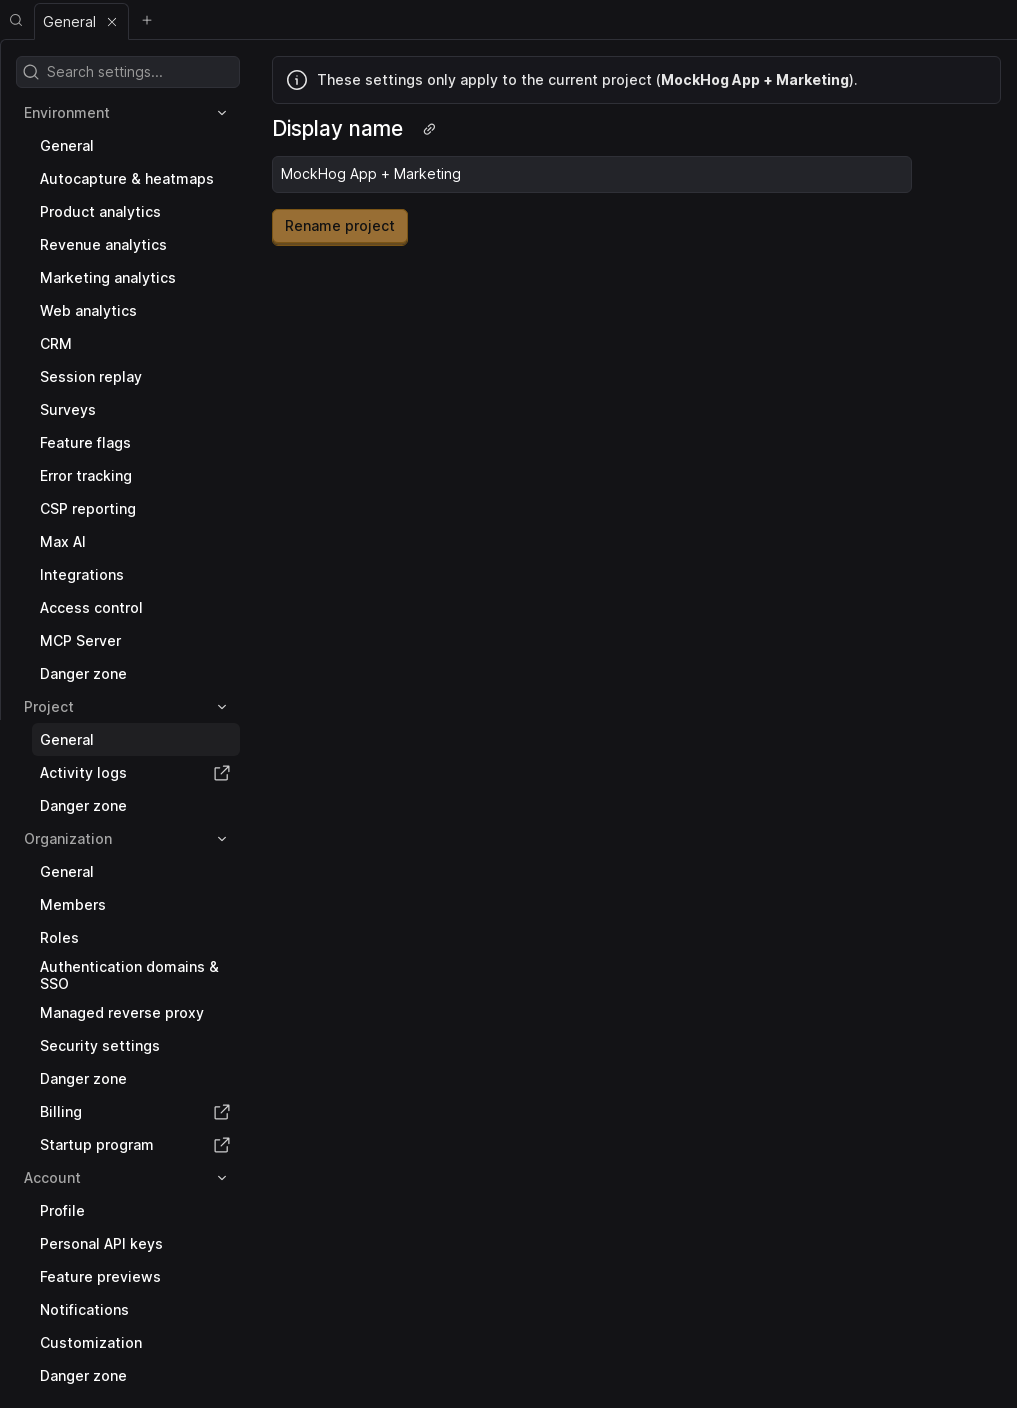 General
Search settings...
These settings only apply to the current project (MockHog App + Marketing).
Display name
MockHog App + Marketing
Rename project
Environment
General
Autocapture & heatmaps
Product analytics
Revenue analytics
Marketing analytics
Web analytics
CRM
Session replay
Surveys
Feature flags
Error tracking
CSP reporting
Max AI
Integrations
Access control
MCP Server
Danger zone
Project
General
Activity logs
Danger zone
Organization
General
Members
Roles
Authentication domains &
SSO
Managed reverse proxy
Security settings
Danger zone
Billing
Startup program
Account
Profile
Personal API keys
Feature previews
Notifications
Customization
Danger zone